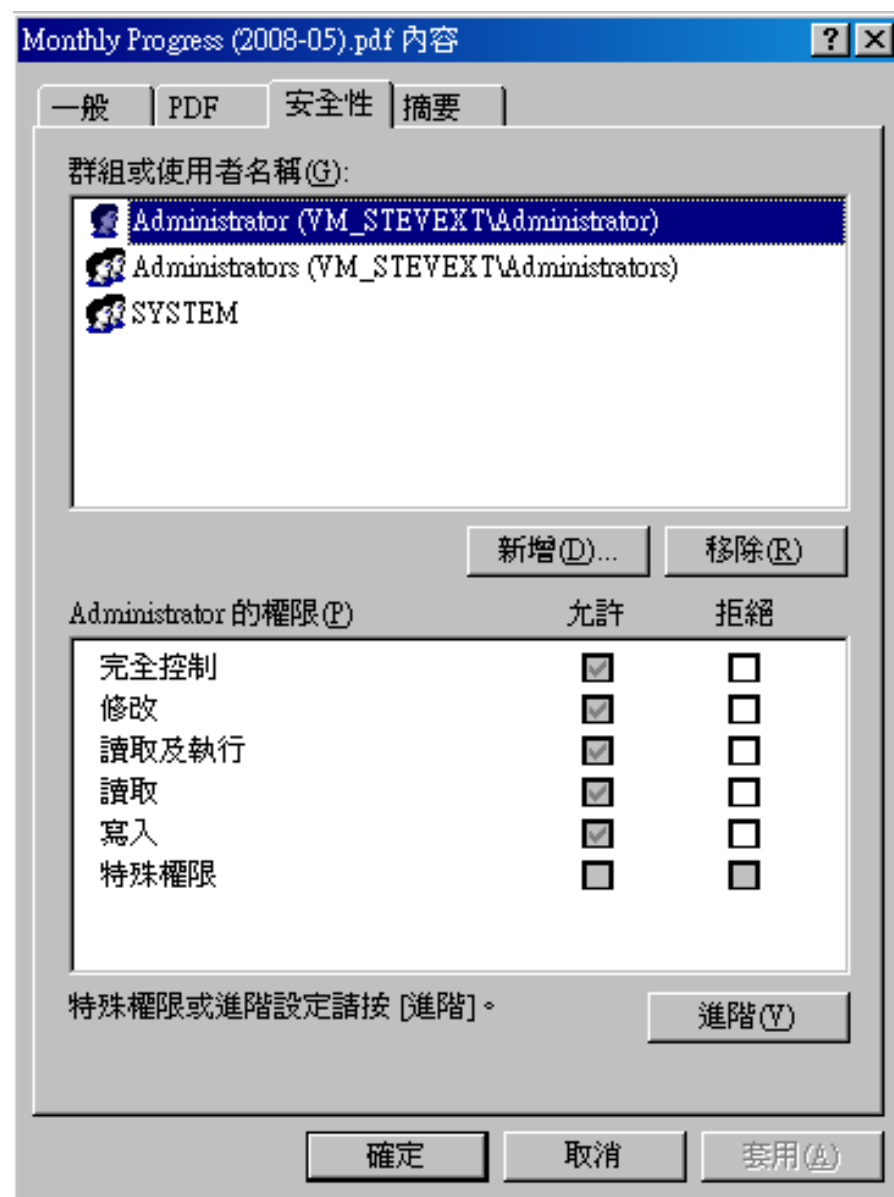 Monthly Progress (2008-05).pdf 內容
一般 PDF 安全性 摘要
群組或使用者名稱(G):
Administrator (VM_STEVEXT\Administrator)
Administrators (VM_STEVEXT\Administrators)
SYSTEM
新增(D)... 移除(R)
Administrator 的權限(P) 允許 拒絕
完全控制
修改
讀取及執行
讀取
寫入
特殊權限
特殊權限或進階設定請按 [進階]。
進階(V)
確定 取消 套用(A)